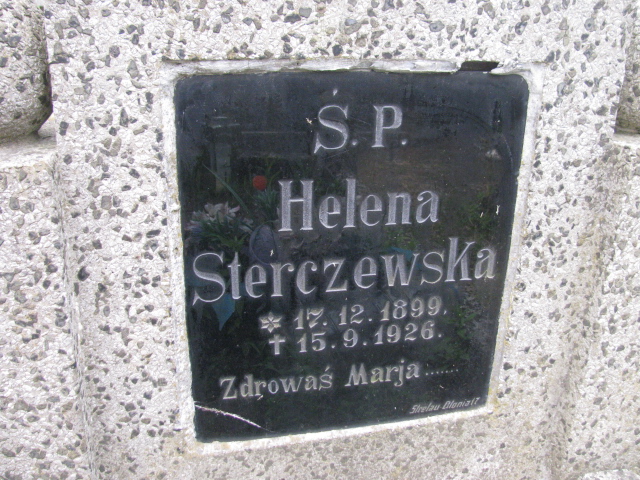 Ś. P.
Helena
Sterczewska
* 17. 12. 1899.
† 15. 9. 1926.
Zdrowaś Marja......